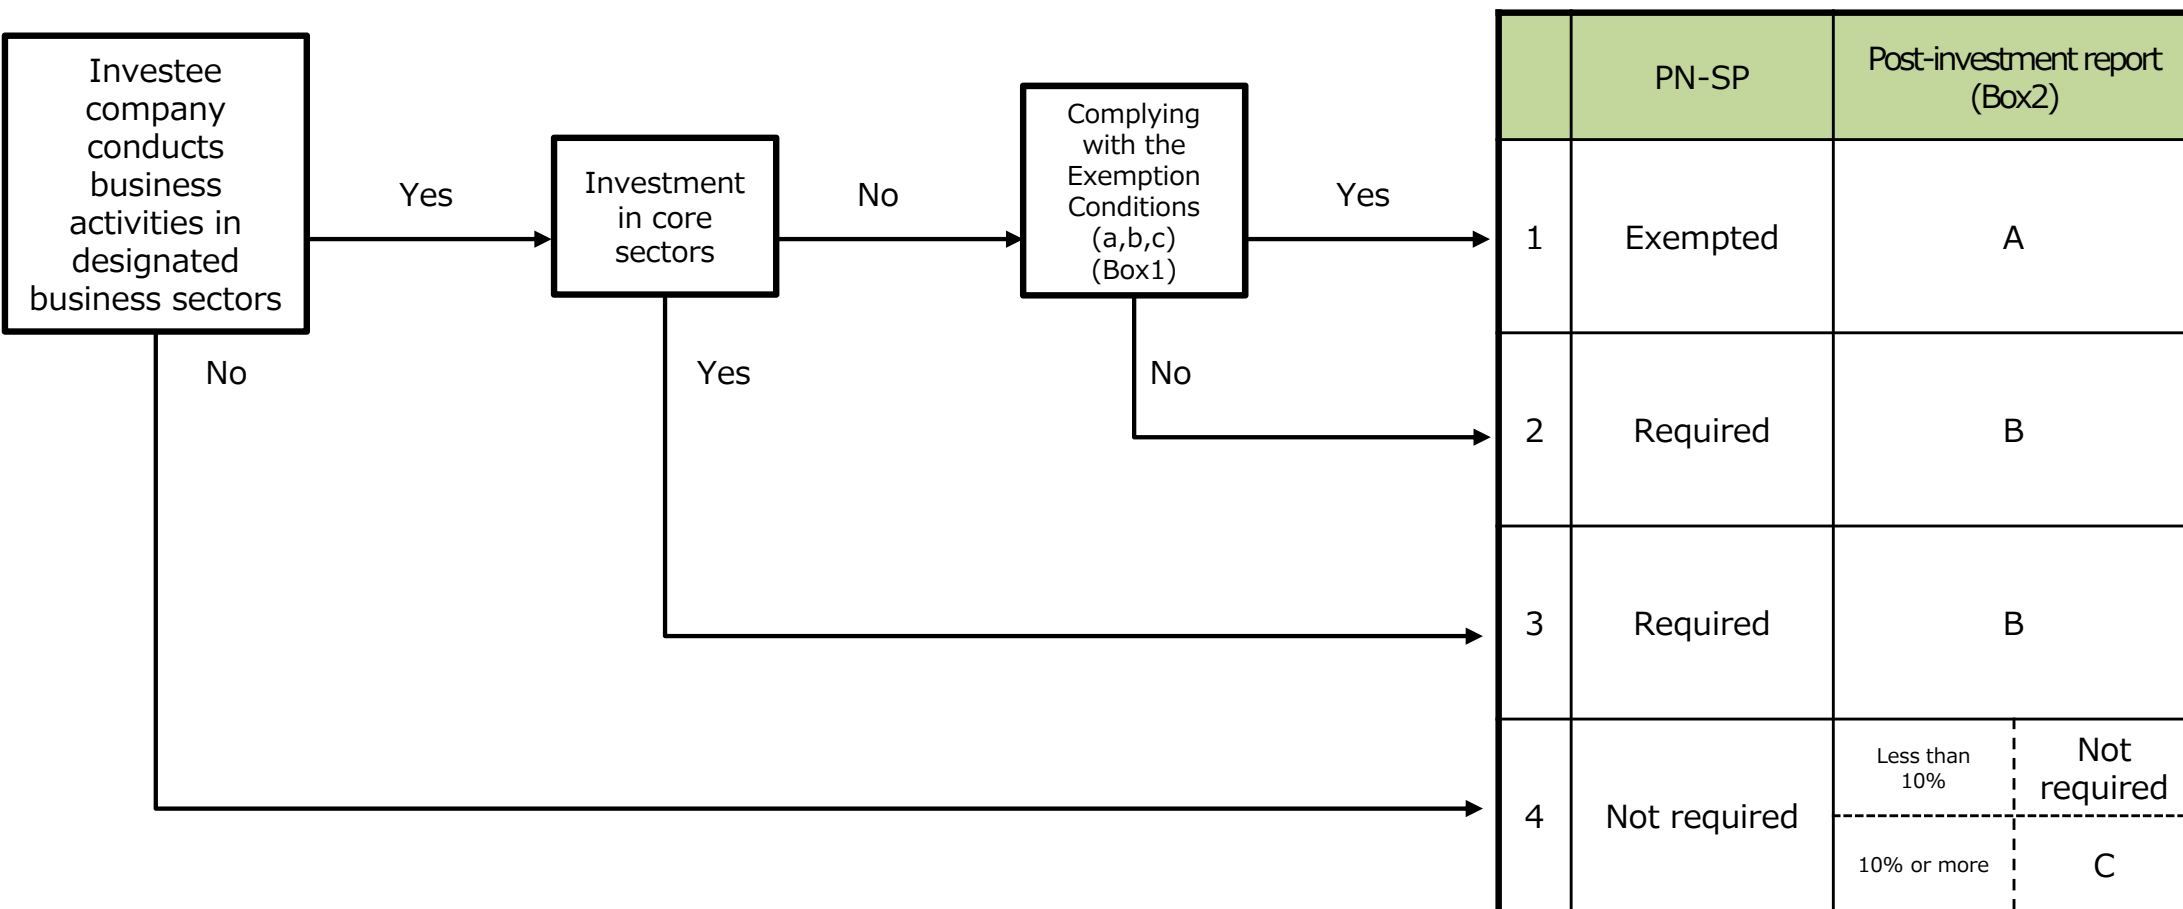 Investee
company
conducts
business
activities in
designated
business sectors
Yes
No
Investment
in core
sectors
No
Yes
Complying
with the
Exemption
Conditions
(a,b,c)
(Box1)
Yes
No
PN-SP
Post-investment report
(Box2)
1
Exempted
A
2
Required
B
3
Required
B
4
Not required
Less than
10%
Not
required
10% or more
C